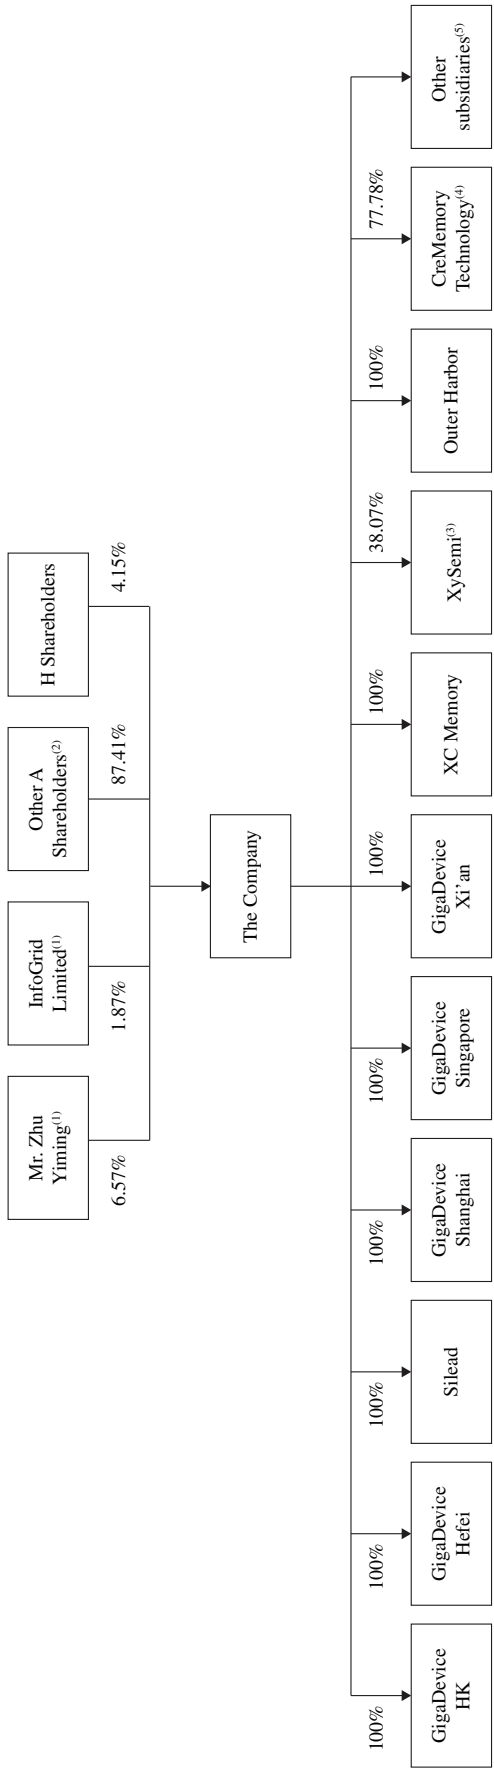 Mr. Zhu
Yiming(1)
InfoGrid
Limited(1)
Other A
Shareholders(2)
H Shareholders
6.57%
1.87%
87.41%
4.15%
The Company
100%
100%
100%
100%
100%
100%
100%
38.07%
100%
77.78%
GigaDevice
HK
GigaDevice
Hefei
Silead
GigaDevice
Shanghai
GigaDevice
Singapore
GigaDevice
Xi’an
XC Memory
XySemi(3)
Outer Harbor
CreMemory
Technology(4)
Other
subsidiaries(5)